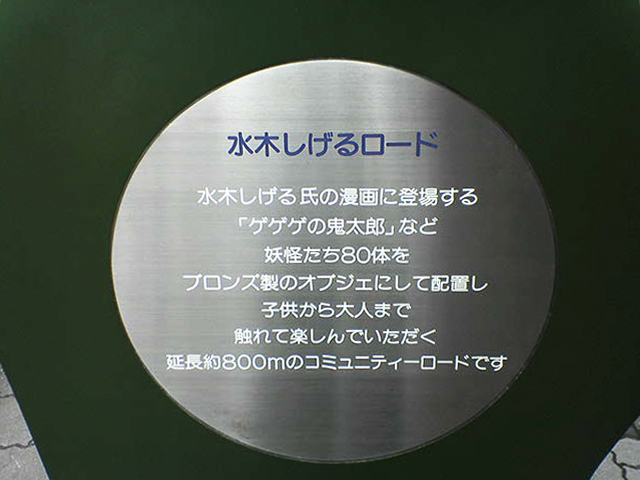 水木しげるロード
水木しげる氏の漫画に登場する
「ゲゲゲの鬼太郎」など
妖怪たち80体を
ブロンズ製のオブジェにして配置し
子供から大人まで
触れて楽しんでいただく
延長約800mのコミュニティーロードです